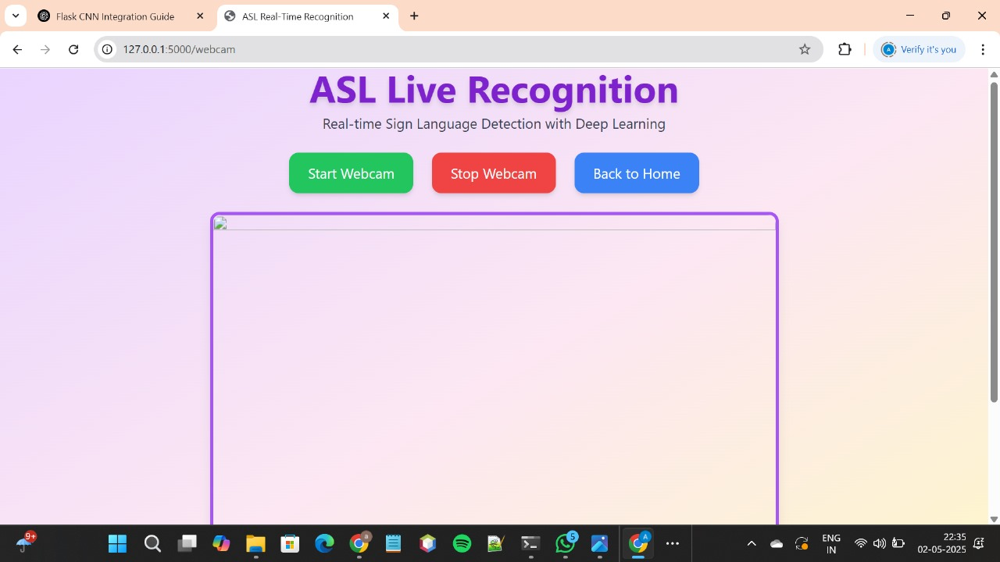 Flask CNN Integration Guide
ASL Real-Time Recognition
127.0.0.1:5000/webcam
A
Verify it's you
ASL Live Recognition
Real-time Sign Language Detection with Deep Learning
Start Webcam
Stop Webcam
Back to Home
9+
a
5
A
ENG
IN
22:35
02-05-2025